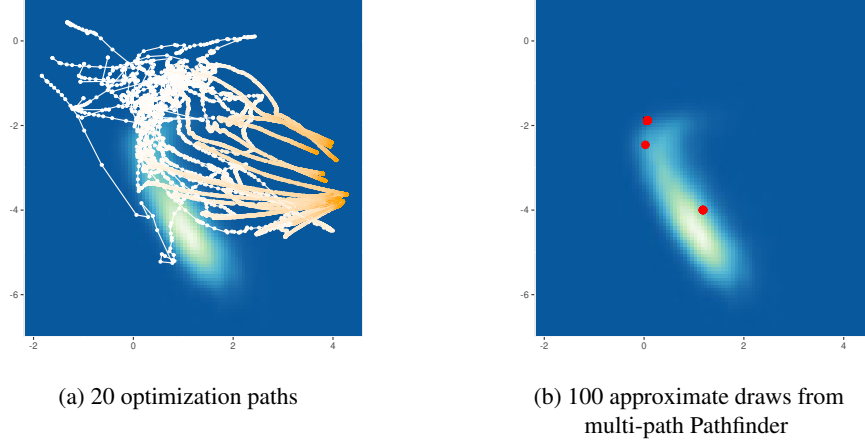 0
0
-2
-2
-4
-4
-6
-6
-2 0 2 4
-2 0 2 4
(a) 20 optimization paths
(b) 100 approximate draws from
multi-path Pathfinder